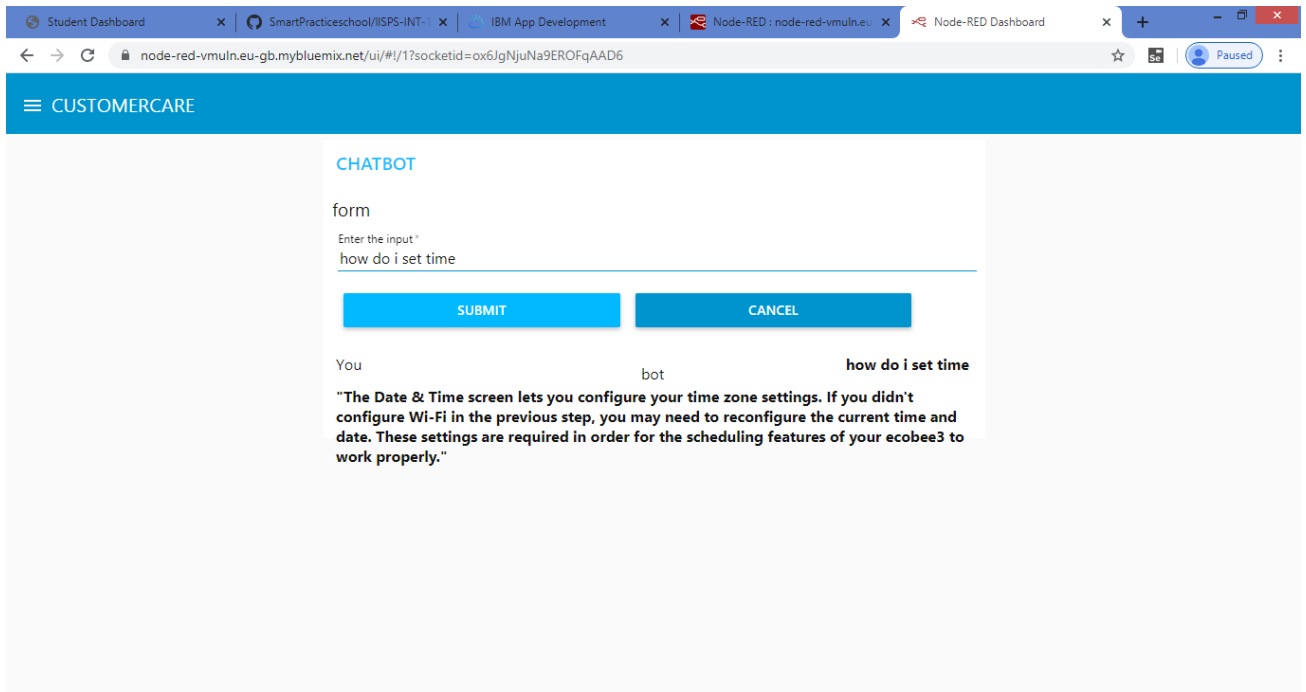 Student Dashboard
SmartPracticeschool/IISPS-INT-1
IBM App Development
Node-RED : node-red-vmuln.eu
Node-RED Dashboard
node-red-vmuln.eu-gb.mybluemix.net/ui/#!/1?socketid=ox6JgNjuNa9EROFqAAD6
Se
Paused
CUSTOMERCARE
CHATBOT
form
Enter the input *
how do i set time
SUBMIT
CANCEL
You
how do i set time
bot
"The Date & Time screen lets you configure your time zone settings. If you didn't
configure Wi-Fi in the previous step, you may need to reconfigure the current time and
date. These settings are required in order for the scheduling features of your ecobee3 to
work properly."